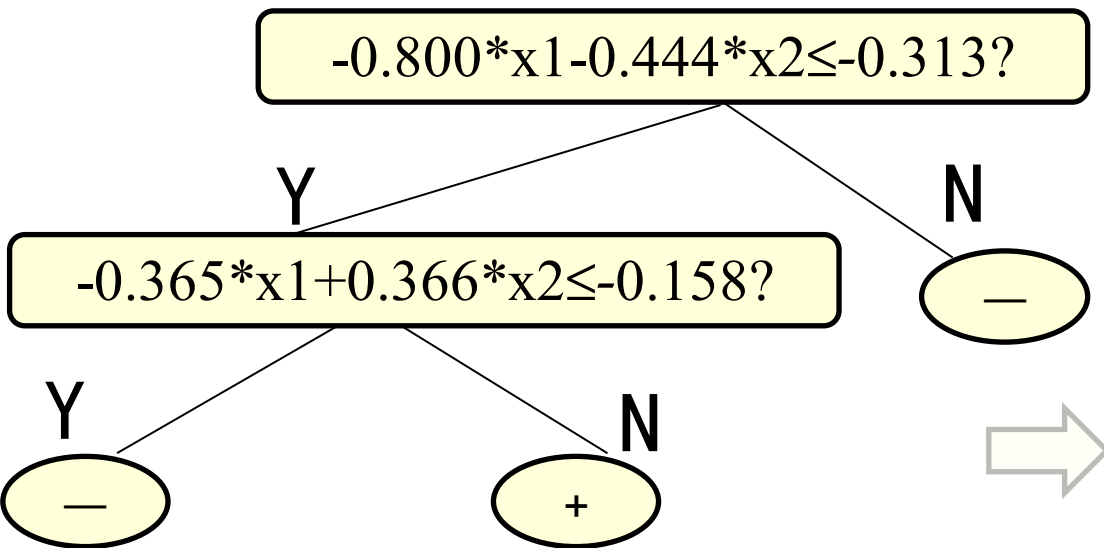 -0.800*x1-0.444*x2≤-0.313?
Y
N
-0.365*x1+0.366*x2≤-0.158?
—
Y
N
—
+